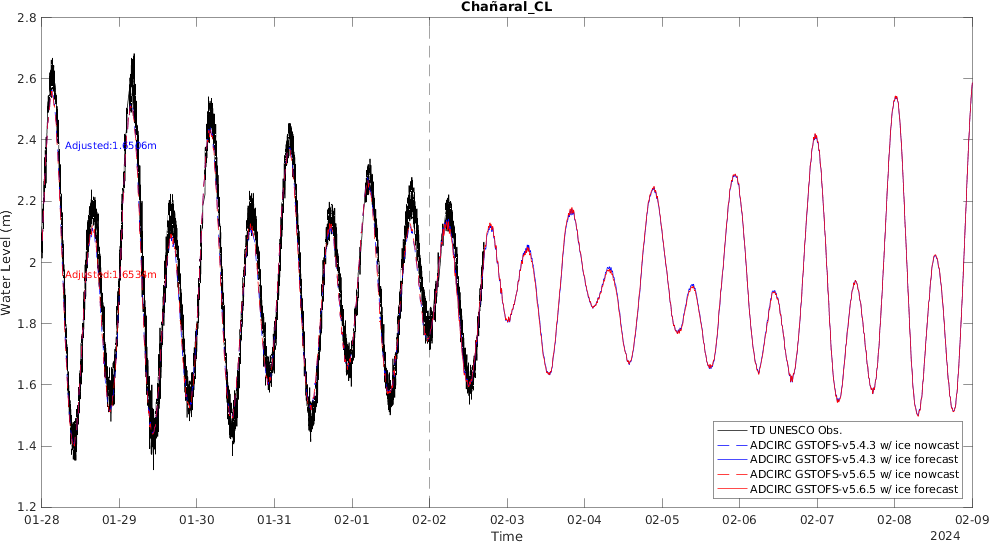 Chañaral_CL
2.8
2.6
2.4
2.2
2
1.8
1.6
1.4
1.2
Water Level (m)
Adjusted:1.6506m
Adjusted:1.6534m
TD UNESCO Obs.
ADCIRC GSTOFS-v5.4.3 w/ ice nowcast
ADCIRC GSTOFS-v5.4.3 w/ ice forecast
ADCIRC GSTOFS-v5.6.5 w/ ice nowcast
ADCIRC GSTOFS-v5.6.5 w/ ice forecast
01-28 01-29 01-30 01-31 02-01 02-02 02-03 02-04 02-05 02-06 02-07 02-08 02-09
Time
2024